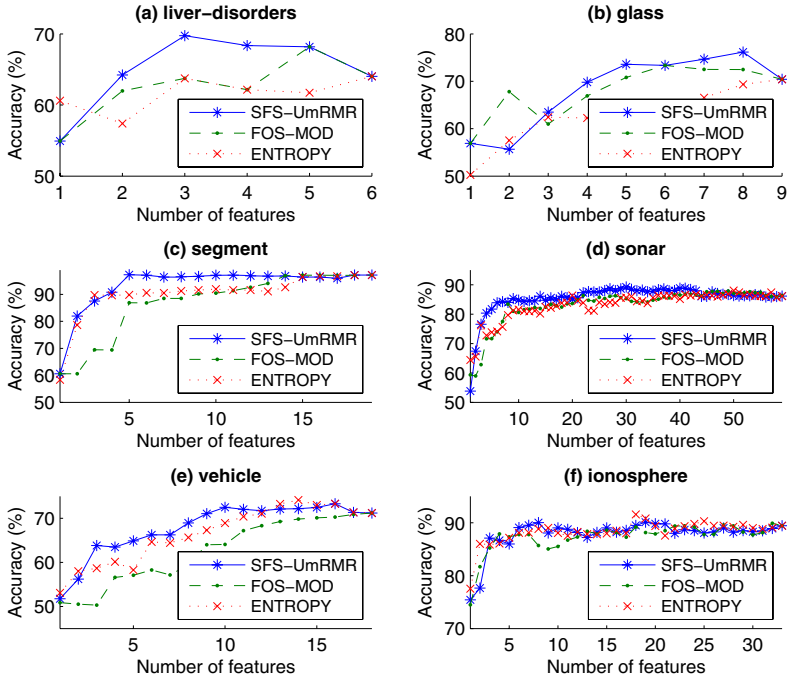 (a) liver−disorders
Accuracy (%)
70
60
50
1 2 3 4 5 6
Number of features
SFS−UmRMR
FOS−MOD
ENTROPY
(b) glass
Accuracy (%)
80
70
60
50
1 2 3 4 5 6 7 8 9
Number of features
SFS−UmRMR
FOS−MOD
ENTROPY
(c) segment
Accuracy (%)
90
80
70
60
50
5 10 15
Number of features
SFS−UmRMR
FOS−MOD
ENTROPY
(d) sonar
Accuracy (%)
90
80
70
60
50
10 20 30 40 50
Number of features
SFS−UmRMR
FOS−MOD
ENTROPY
(e) vehicle
Accuracy (%)
70
60
50
5 10 15
Number of features
SFS−UmRMR
FOS−MOD
ENTROPY
(f) ionosphere
Accuracy (%)
90
80
70
5 10 15 20 25 30
Number of features
SFS−UmRMR
FOS−MOD
ENTROPY